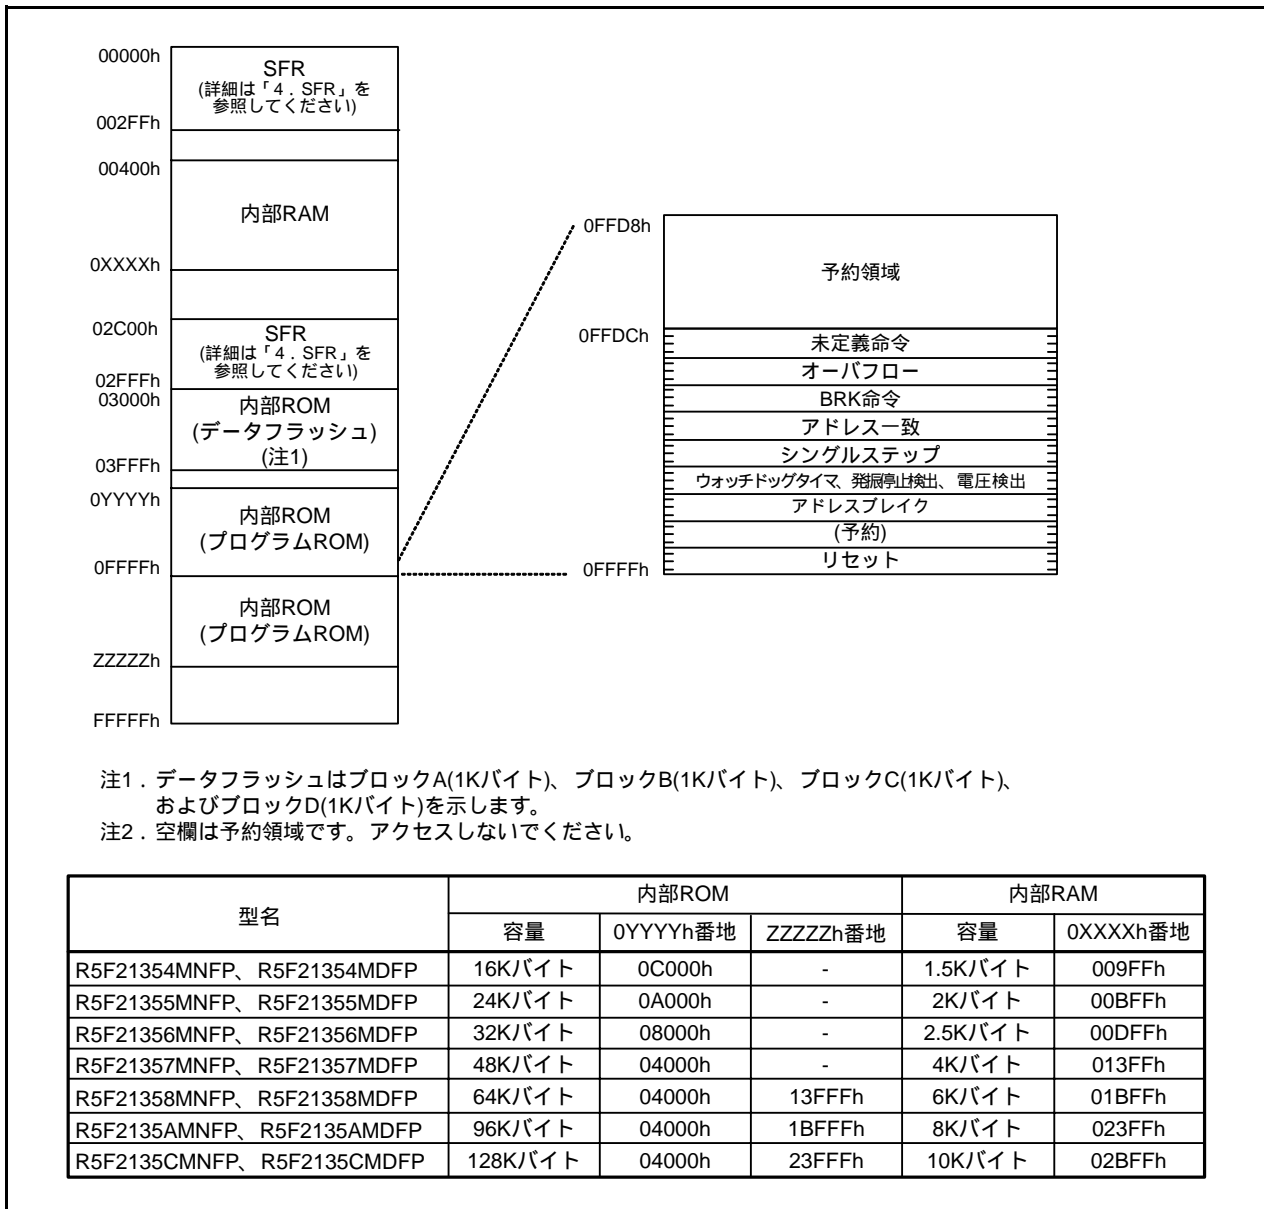 00000h
SFR
(詳細は「4．SFR」を
参照してください)
002FFh
00400h
内部RAM
0XXXXh
02C00h
SFR
(詳細は「4．SFR」を
参照してください)
02FFFh
03000h
内部ROM
(データフラッシュ)
(注1)
03FFFh
0YYYYh
内部ROM
(プログラムROM)
0FFFFh
内部ROM
(プログラムROM)
ZZZZZh
FFFFFh
0FFD8h
予約領域
0FFDCh
未定義命令
オーバフロー
BRK命令
アドレス一致
シングルステップ
ウォッチドッグタイマ、発振停止検出、電圧検出
アドレスブレイク
(予約)
リセット
0FFFFh
注1．データフラッシュはブロックA(1Kバイト)、ブロックB(1Kバイト)、ブロックC(1Kバイト)、
およびブロックD(1Kバイト)を示します。
注2．空欄は予約領域です。アクセスしないでください。
型名 内部ROM 内部RAM
容量 0YYYYh番地 ZZZZZh番地 容量 0XXXXh番地
R5F21354MNFP、R5F21354MDFP 16Kバイト 0C000h - 1.5Kバイト 009FFh
R5F21355MNFP、R5F21355MDFP 24Kバイト 0A000h - 2Kバイト 00BFFh
R5F21356MNFP、R5F21356MDFP 32Kバイト 08000h - 2.5Kバイト 00DFFh
R5F21357MNFP、R5F21357MDFP 48Kバイト 04000h - 4Kバイト 013FFh
R5F21358MNFP、R5F21358MDFP 64Kバイト 04000h 13FFFh 6Kバイト 01BFFh
R5F2135AMNFP、R5F2135AMDFP 96Kバイト 04000h 1BFFFh 8Kバイト 023FFh
R5F2135CMNFP、R5F2135CMDFP 128Kバイト 04000h 23FFFh 10Kバイト 02BFFh